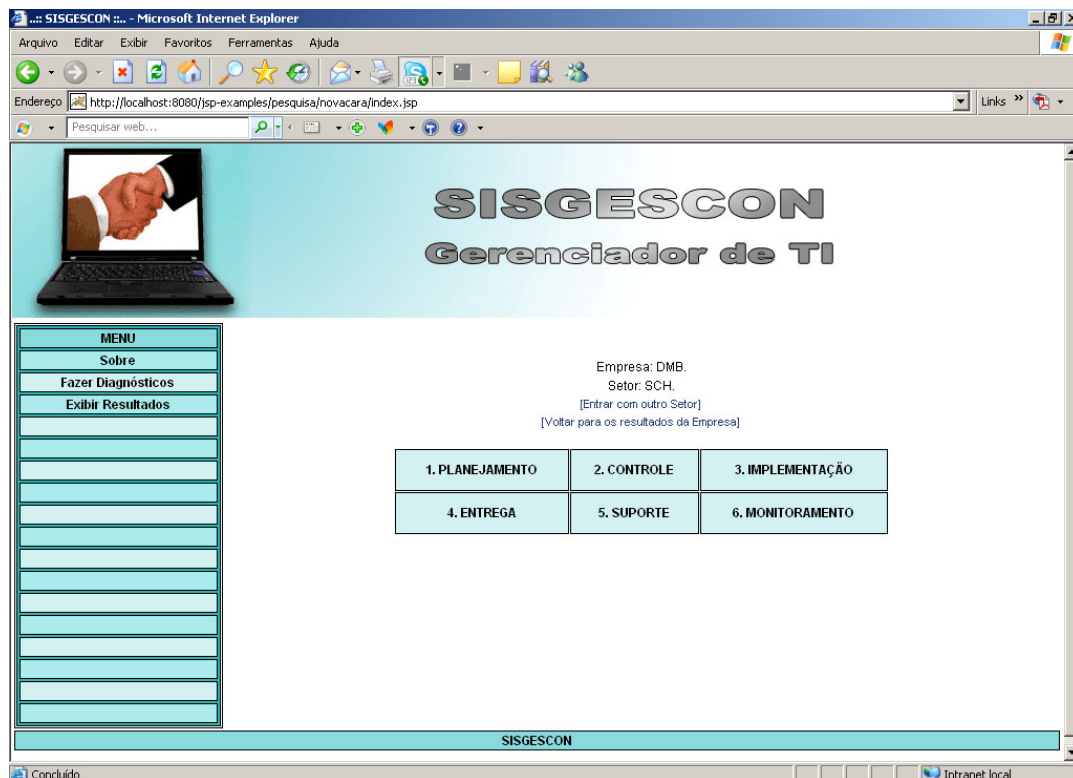 ..:: SISGESCON ::.. - Microsoft Internet Explorer
Arquivo Editar Exibir Favoritos Ferramentas Ajuda
Endereço http://localhost:8080/jsp-examples/pesquisa/novacara/index.jsp Links »
Pesquisar web...
SISGESCON
Gerenciador de TI
MENU
Sobre
Fazer Diagnósticos
Exibir Resultados
Empresa: DMB.
Setor: SCH.
[Entrar com outro Setor]
[Voltar para os resultados da Empresa]
1. PLANEJAMENTO 2. CONTROLE 3. IMPLEMENTAÇÃO
4. ENTREGA 5. SUPORTE 6. MONITORAMENTO
SISGESCON
Concluído Intranet local